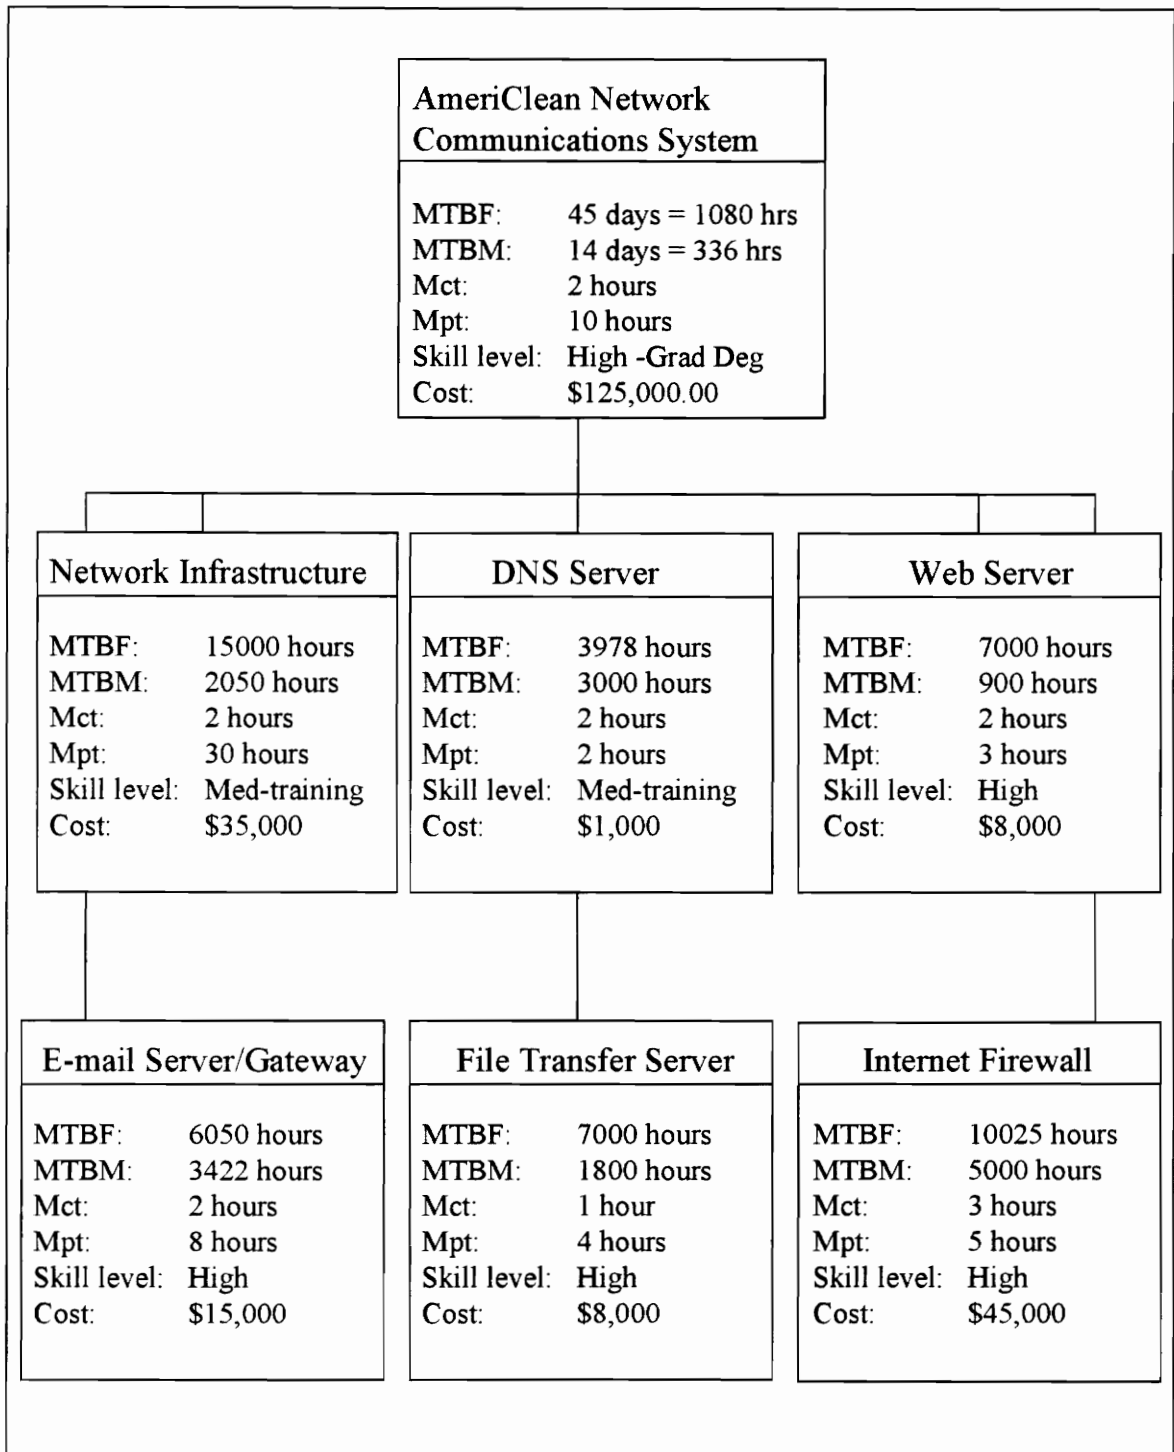 AmeriClean Network
Communications System
MTBF: 45 days = 1080 hrs
MTBM: 14 days = 336 hrs
Mct: 2 hours
Mpt: 10 hours
Skill level: High -Grad Deg
Cost: $125,000.00
Network Infrastructure
MTBF: 15000 hours
MTBM: 2050 hours
Mct: 2 hours
Mpt: 30 hours
Skill level: Med-training
Cost: $35,000
DNS Server
MTBF: 3978 hours
MTBM: 3000 hours
Mct: 2 hours
Mpt: 2 hours
Skill level: Med-training
Cost: $1,000
Web Server
MTBF: 7000 hours
MTBM: 900 hours
Mct: 2 hours
Mpt: 3 hours
Skill level: High
Cost: $8,000
E-mail Server/Gateway
MTBF: 6050 hours
MTBM: 3422 hours
Mct: 2 hours
Mpt: 8 hours
Skill level: High
Cost: $15,000
File Transfer Server
MTBF: 7000 hours
MTBM: 1800 hours
Mct: 1 hour
Mpt: 4 hours
Skill level: High
Cost: $8,000
Internet Firewall
MTBF: 10025 hours
MTBM: 5000 hours
Mct: 3 hours
Mpt: 5 hours
Skill level: High
Cost: $45,000